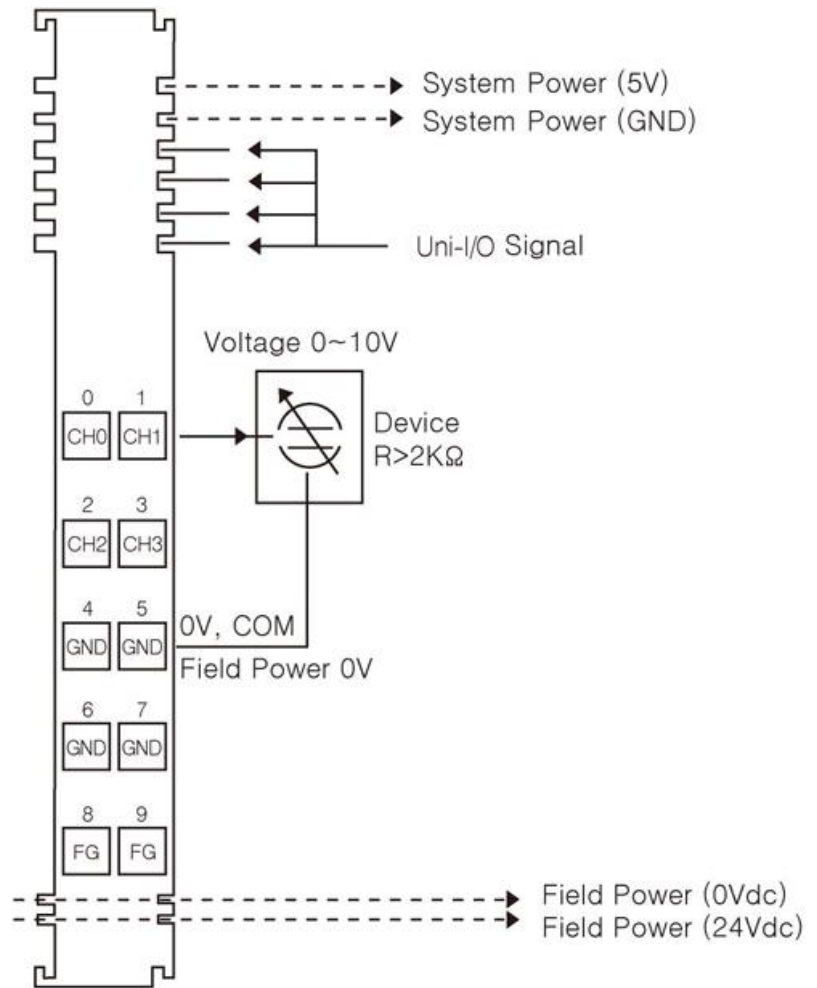 System Power (5V)
System Power (GND)
Uni-I/O Signal
Voltage 0~10V
Device
R>2KΩ
0 1
CH0 CH1
2 3
CH2 CH3
4 5
GND GND
0V, COM
Field Power 0V
6 7
GND GND
8 9
FG FG
Field Power (0Vdc)
Field Power (24Vdc)